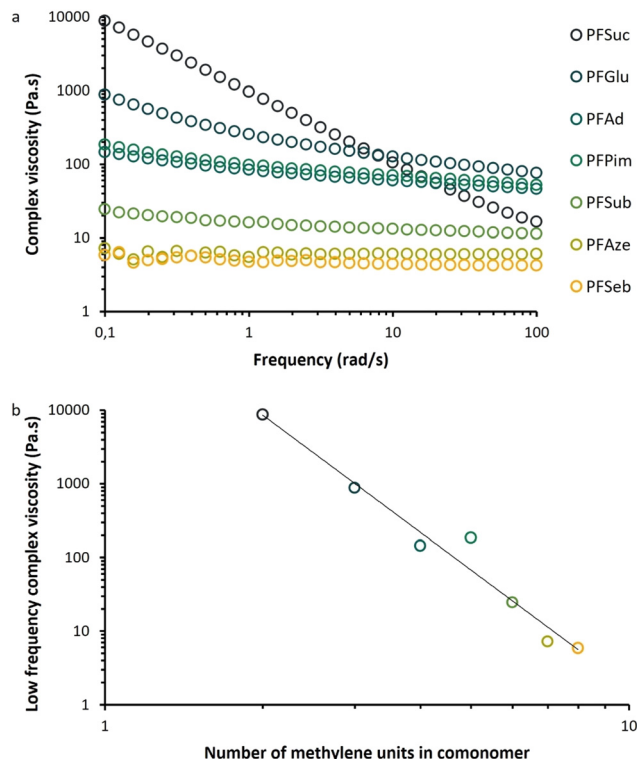 a
10000
1000
100
10
1
Complex viscosity (Pa.s)
0,1
1
10
100
Frequency (rad/s)
PFSuc
PFGlu
PFAd
PFPim
PFSub
PFAze
PFSeb
b
10000
1000
100
10
1
Low frequency complex viscosity (Pa.s)
1
10
Number of methylene units in comonomer